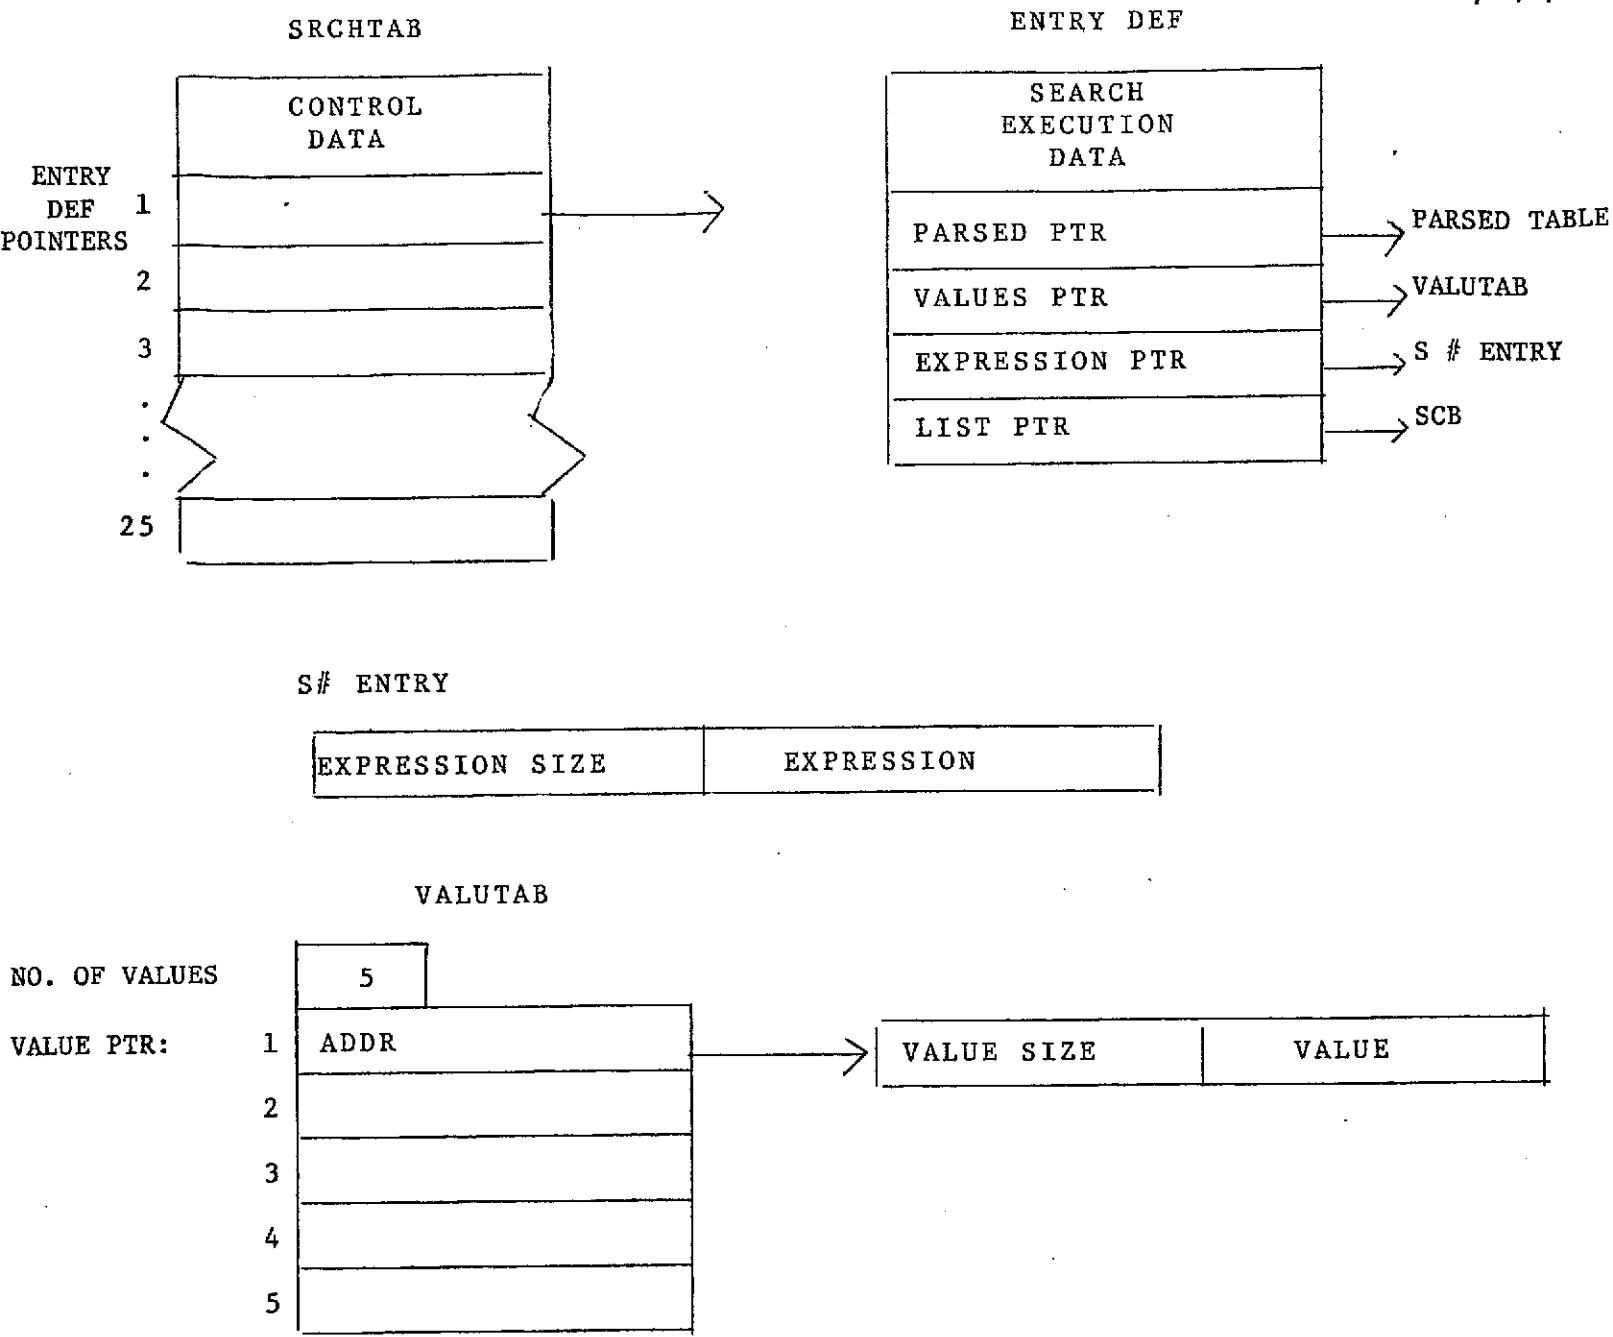 SRCHTAB
CONTROL
DATA
ENTRY
DEF
POINTERS
1
2
3
.
.
.
25
ENTRY DEF
SEARCH
EXECUTION
DATA
PARSED PTR
PARSED TABLE
VALUES PTR
VALUTAB
EXPRESSION PTR
S # ENTRY
LIST PTR
SCB
S# ENTRY
EXPRESSION SIZE
EXPRESSION
VALUTAB
NO. OF VALUES
5
VALUE PTR:
1
ADDR
VALUE SIZE
VALUE
2
3
4
5